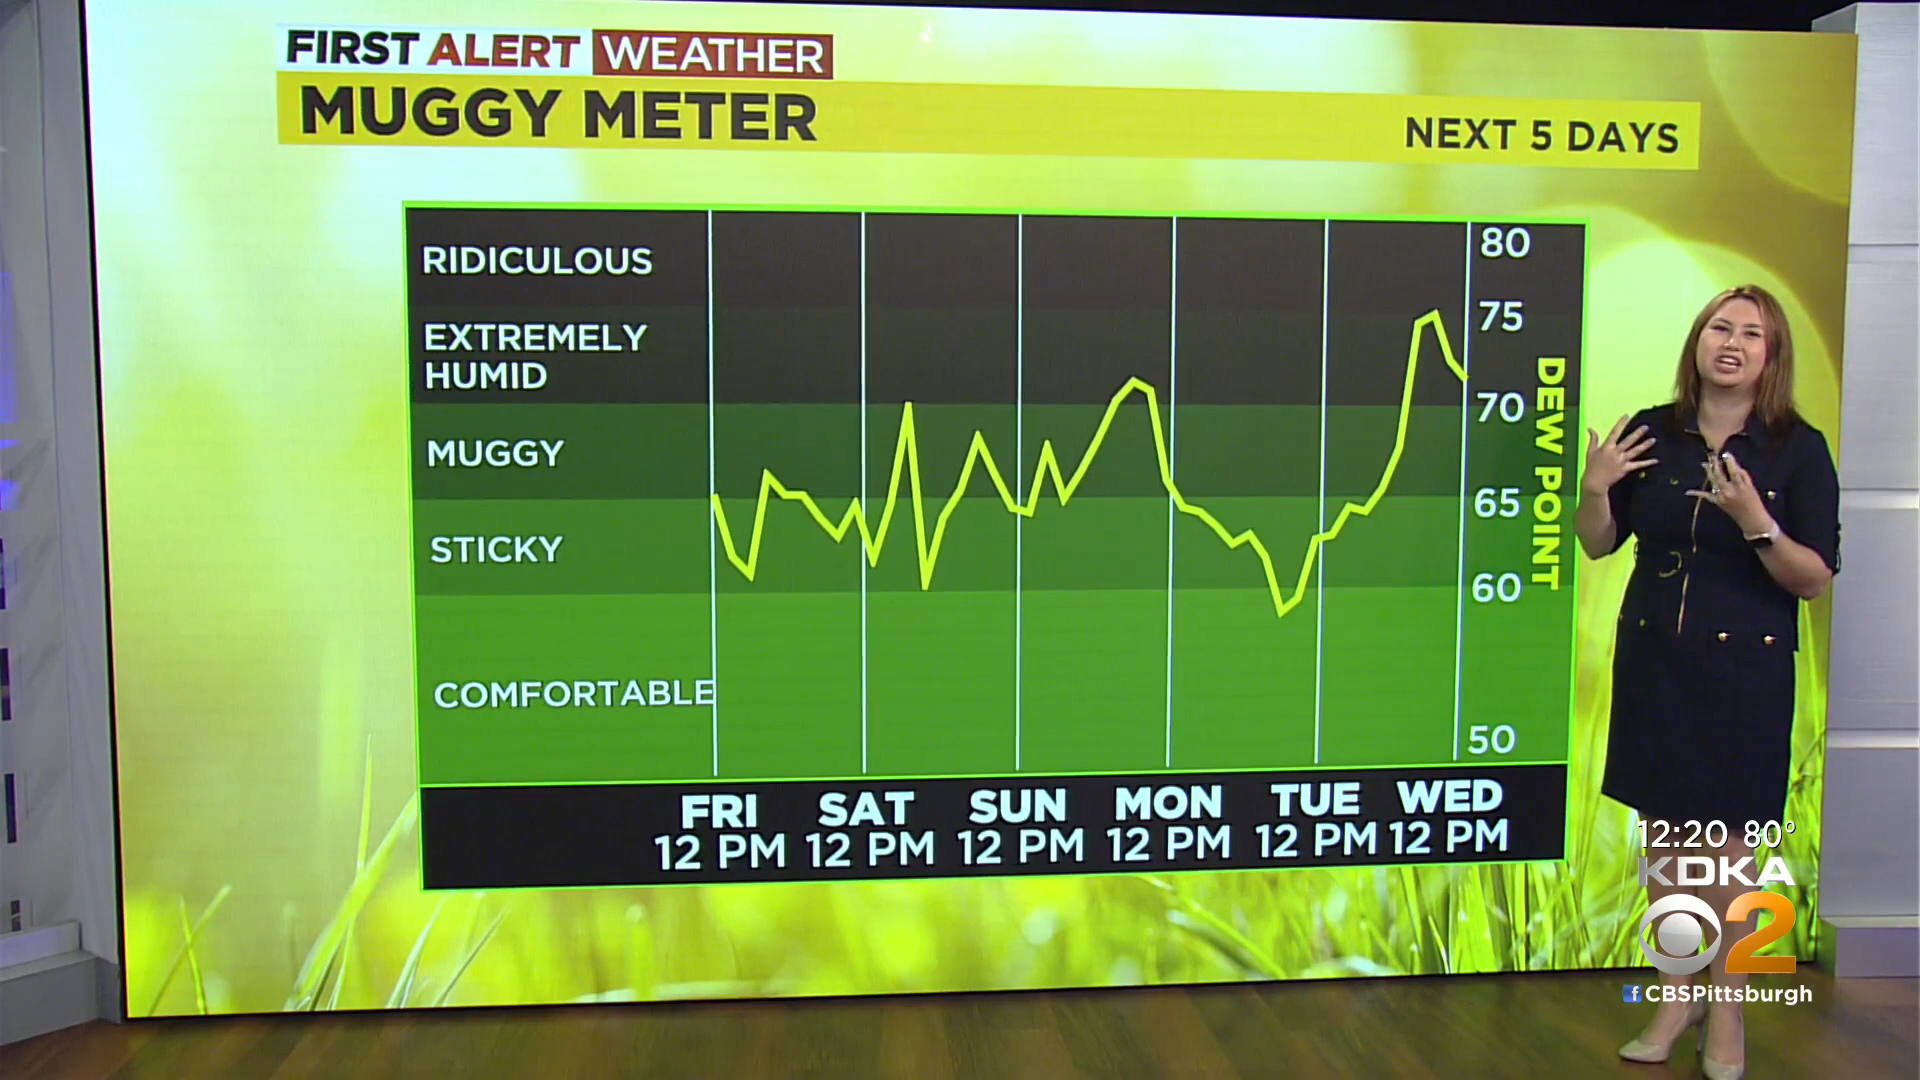 FIRST ALERT WEATHER
MUGGY METER
NEXT 5 DAYS
RIDICULOUS
EXTREMELY
HUMID
MUGGY
STICKY
COMFORTABLE
80
75
70
65
60
50
DEW POINT
FRI SAT SUN MON TUE WED
12 PM 12 PM 12 PM 12 PM 12 PM 12 PM
12:20 80°
KDKA
2
f CBSPittsburgh